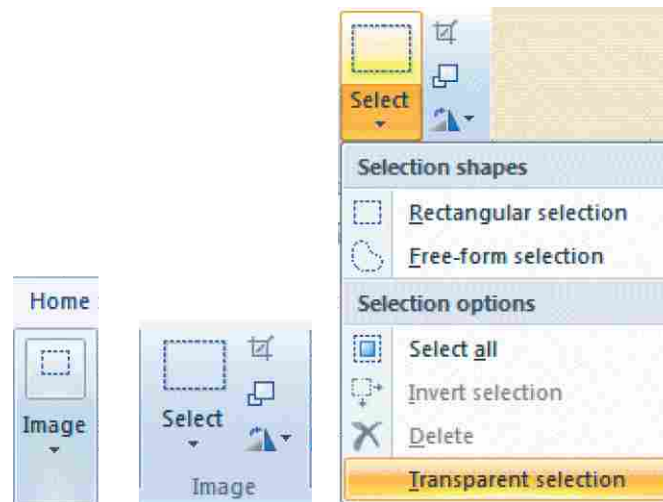 Home
Image
Select
Image
Select
Selection shapes
Rectangular selection
Free-form selection
Selection options
Select all
Invert selection
Delete
Transparent selection